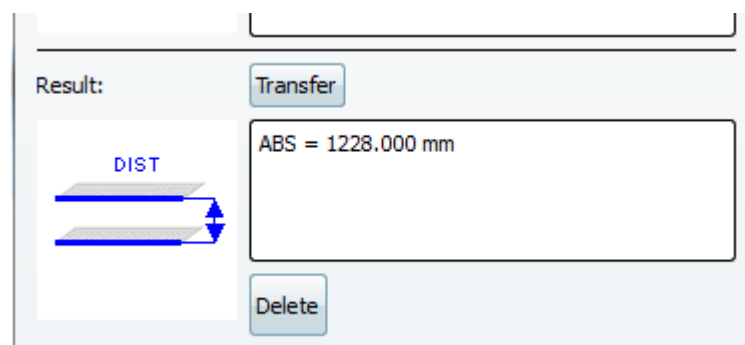 Result:
Transfer
DIST
ABS = 1228.000 mm
Delete